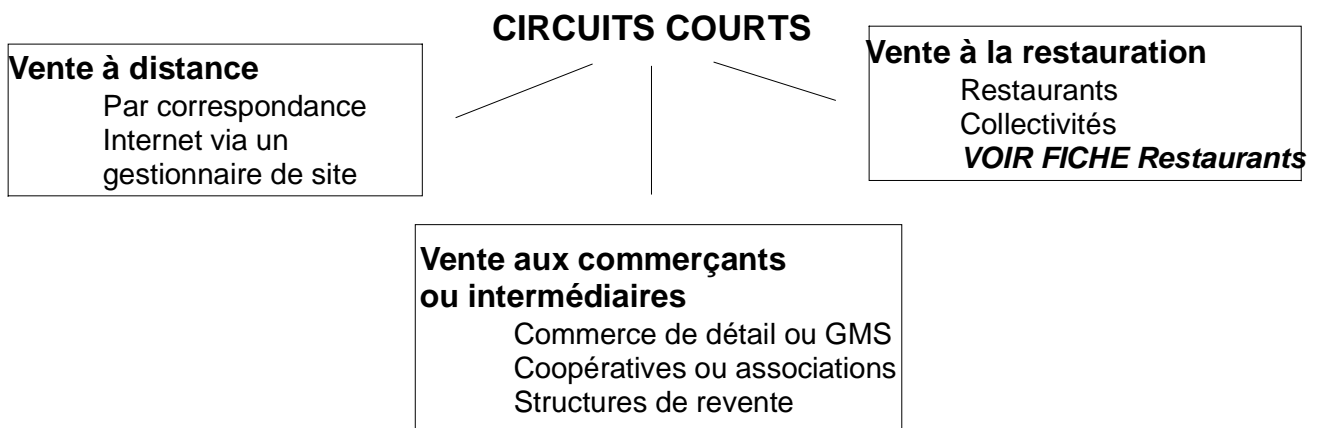 CIRCUITS COURTS
Vente à distance
Par correspondance
Internet via un
gestionnaire de site
Vente à la restauration
Restaurants
Collectivités
VOIR FICHE Restaurants
Vente aux commerçants
ou intermédiaires
Commerce de détail ou GMS
Coopératives ou associations
Structures de revente